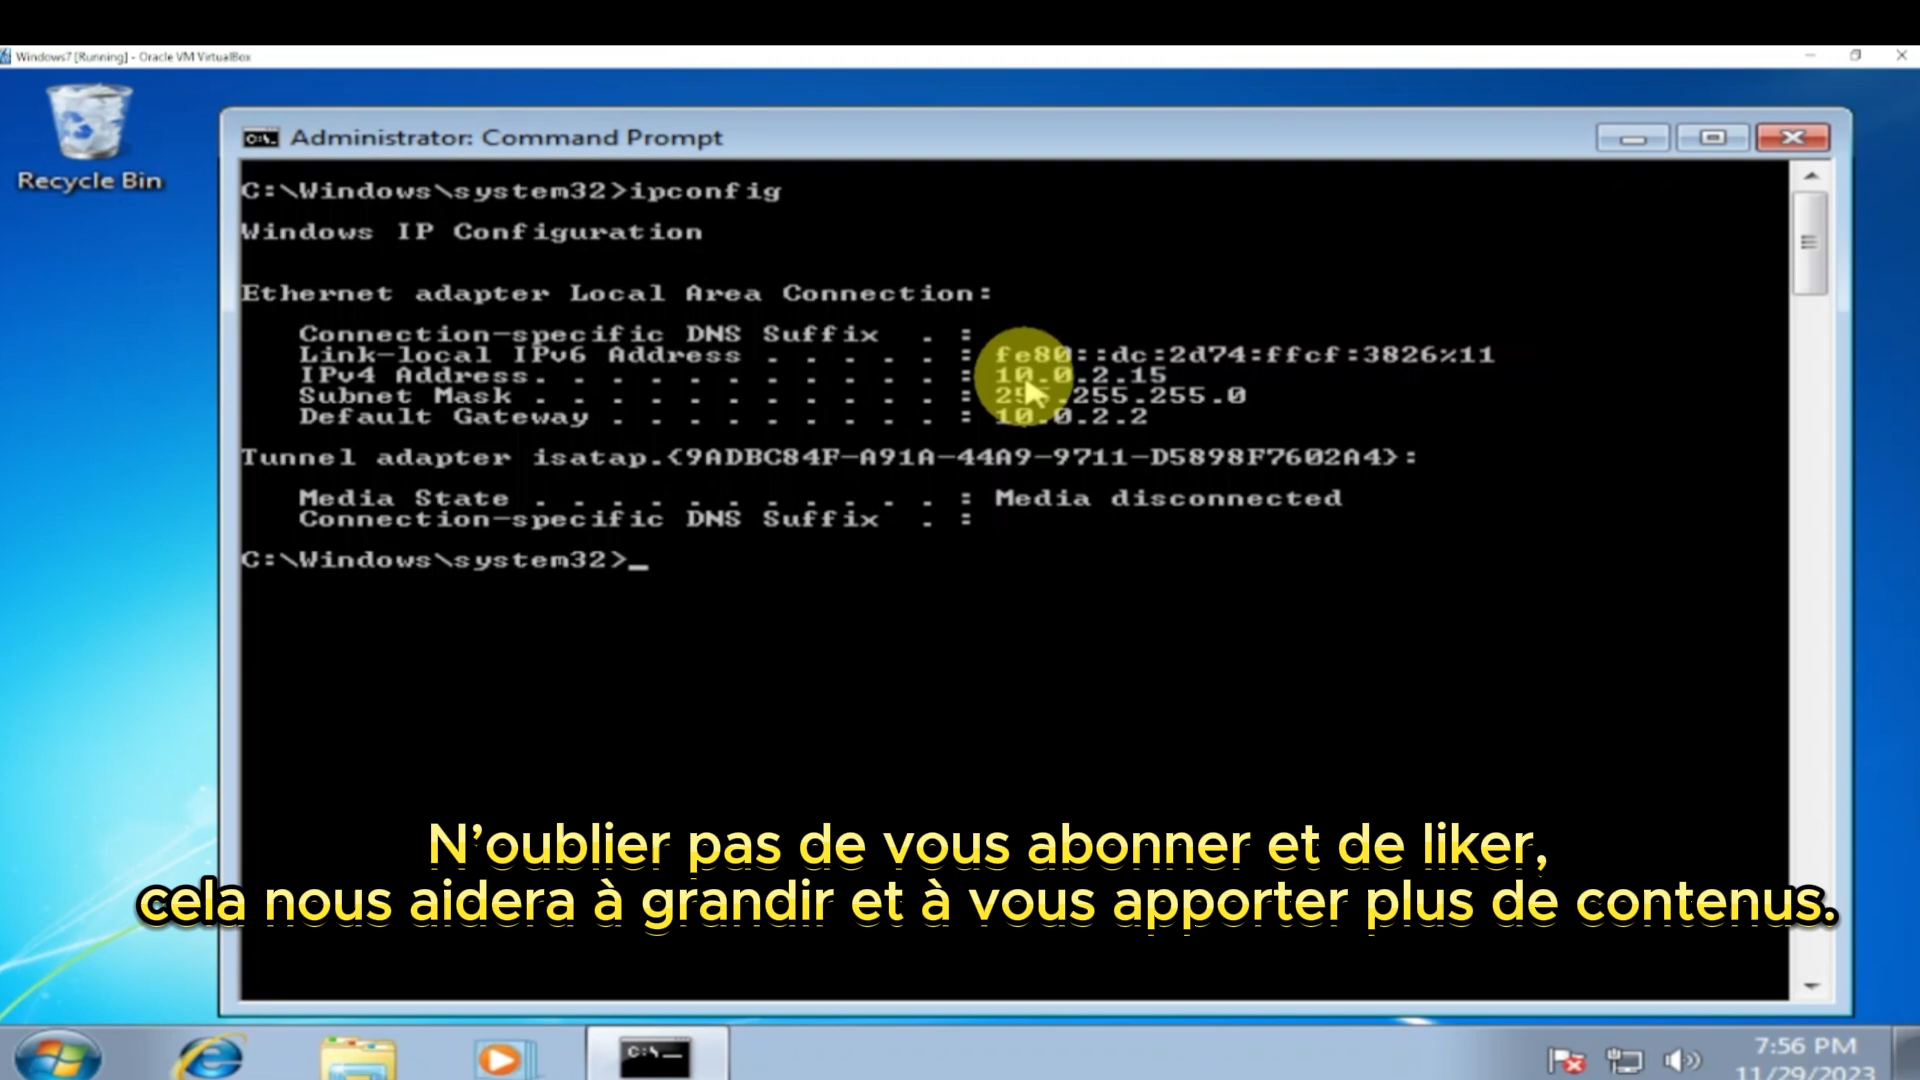 Windows7 [Running] - Oracle VM VirtualBox
Recycle Bin
Administrator: Command Prompt
C:\Windows\system32>ipconfig
Windows IP Configuration
Ethernet adapter Local Area Connection:
Connection-specific DNS Suffix . :
Link-local IPv6 Address . . . . . : fe80::dc:2d74:ffcf:3826%11
IPv4 Address. . . . . . . . . . . : 10.0.2.15
Subnet Mask . . . . . . . . . . . : 255.255.255.0
Default Gateway . . . . . . . . . : 10.0.2.2
Tunnel adapter isatap.{9ADBC84F-A91A-44A9-9711-D5898F7602A4}:
Media State . . . . . . . . . . . : Media disconnected
Connection-specific DNS Suffix . :
C:\Windows\system32>_
N’oublier pas de vous abonner et de liker,
cela nous aidera à grandir et à vous apporter plus de contenus.
C:\_
7:56 PM
11/29/2023